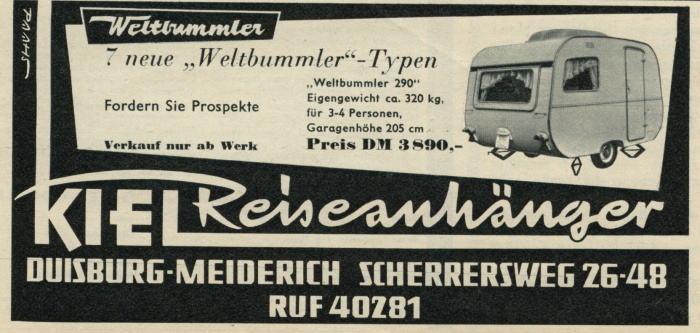 Weltbummler
7 neue „Weltbummler“-Typen
Fordern Sie Prospekte
Verkauf nur ab Werk
„Weltbummler 290“
Eigengewicht ca. 320 kg,
für 3-4 Personen,
Garagenhöhe 205 cm
Preis DM 3890,-
KIEL Reiseanhänger
DUISBURG-MEIDERICH SCHERRERSWEG 26-48
RUF 40281